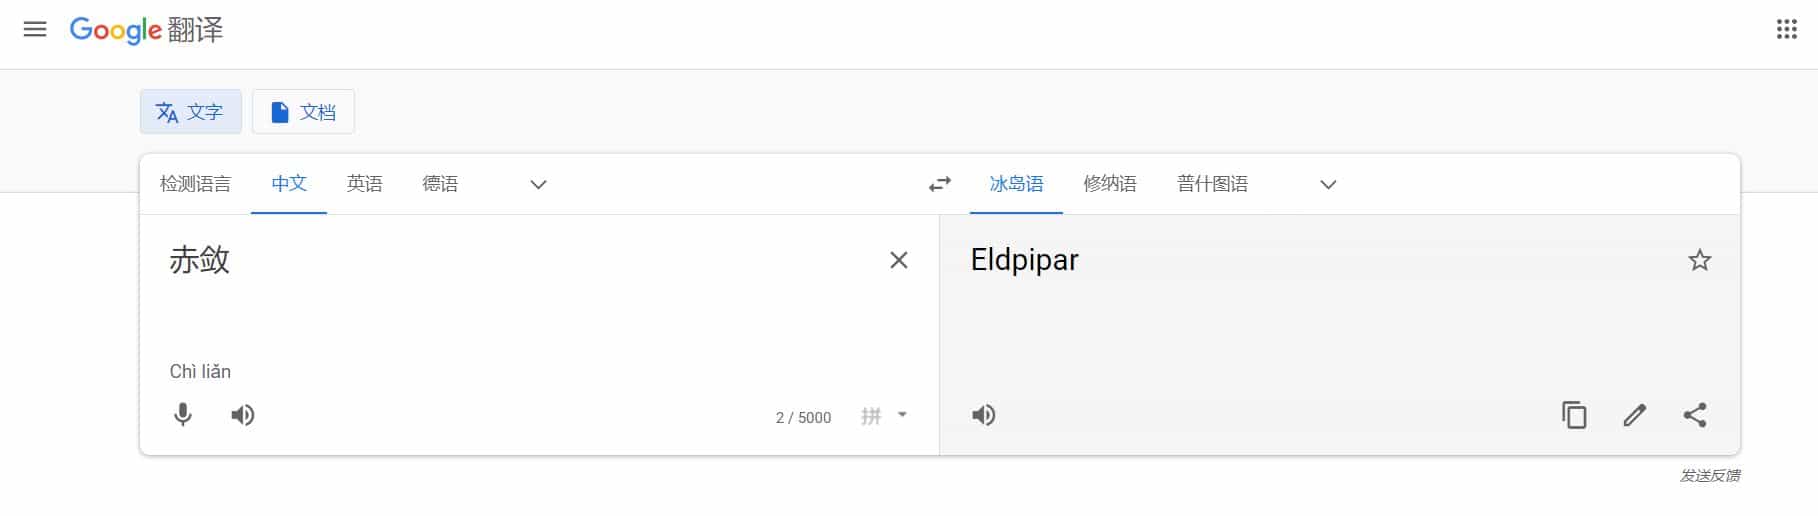 Google 翻译
文字 文档
检测语言 中文 英语 德语 冰岛语 修纳语 普什图语
赤敛 Eldpipar
Chì liǎn
2 / 5000 拼
发送反馈